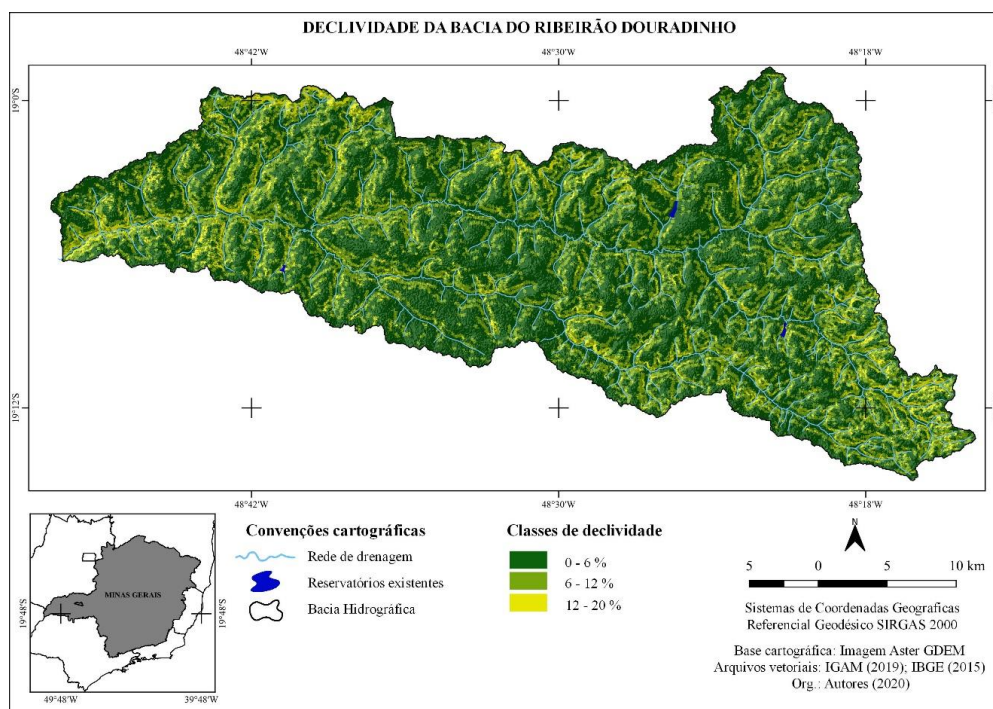 DECLIVIDADE DA BACIA DO RIBEIRÃO DOURADINHO
48°42'W 48°30'W 48°18'W
19°0'S
19°12'S
48°42'W 48°30'W 48°18'W
MINAS GERAIS
19°48'S
19°48'S
49°48'W 39°48'W
Convenções cartográficas
Rede de drenagem
Reservatórios existentes
Bacia Hidrográfica
Classes de declividade
0 - 6 %
6 - 12 %
12 - 20 %
N
5 0 5 10 km
Sistemas de Coordenadas Geograficas
Referencial Geodésico SIRGAS 2000
Base cartográfica: Imagem Aster GDEM
Arquivos vetoriais: IGAM (2019); IBGE (2015)
Org.: Autores (2020)